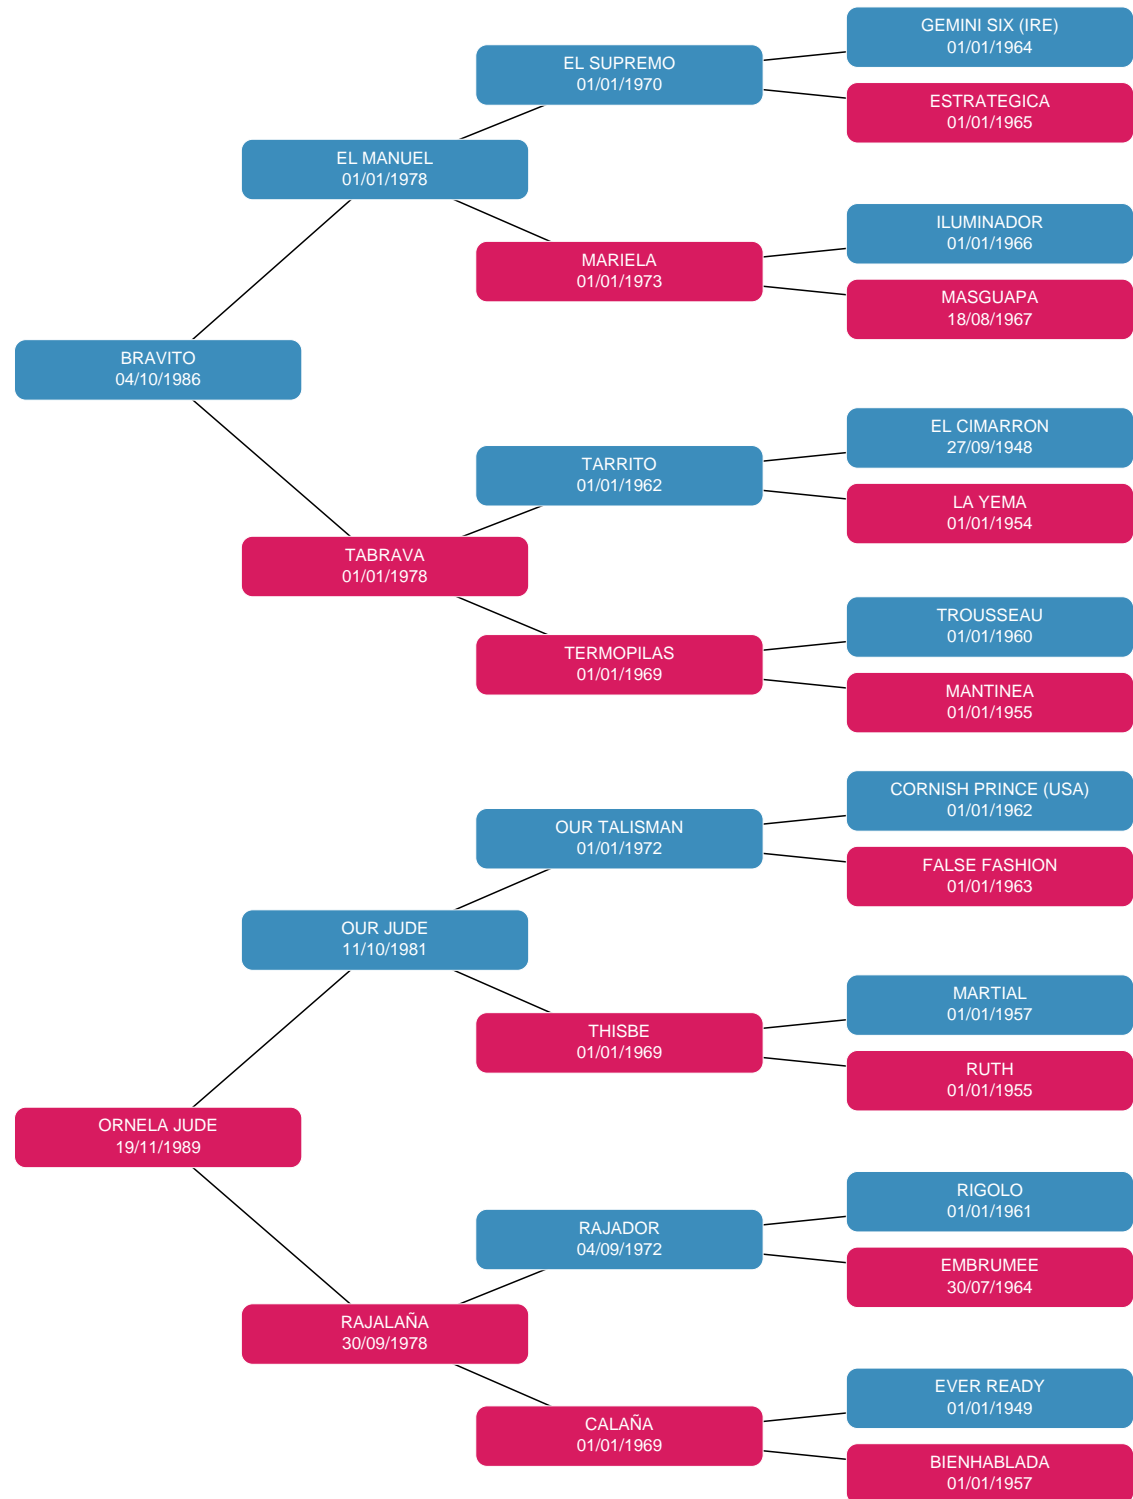 GEMINI SIX (IRE)
01/01/1964
EL SUPREMO
01/01/1970
ESTRATEGICA
01/01/1965
EL MANUEL
01/01/1978
ILUMINADOR
01/01/1966
MARIELA
01/01/1973
MASGUAPA
18/08/1967
BRAVITO
04/10/1986
EL CIMARRON
27/09/1948
TARRITO
01/01/1962
LA YEMA
01/01/1954
TABRAVA
01/01/1978
TROUSSEAU
01/01/1960
TERMOPILAS
01/01/1969
MANTINEA
01/01/1955
CORNISH PRINCE (USA)
01/01/1962
OUR TALISMAN
01/01/1972
FALSE FASHION
01/01/1963
OUR JUDE
11/10/1981
MARTIAL
01/01/1957
THISBE
01/01/1969
RUTH
01/01/1955
ORNELA JUDE
19/11/1989
RIGOLO
01/01/1961
RAJADOR
04/09/1972
EMBRUMEE
30/07/1964
RAJALAÑA
30/09/1978
EVER READY
01/01/1949
CALAÑA
01/01/1969
BIENHABLADA
01/01/1957